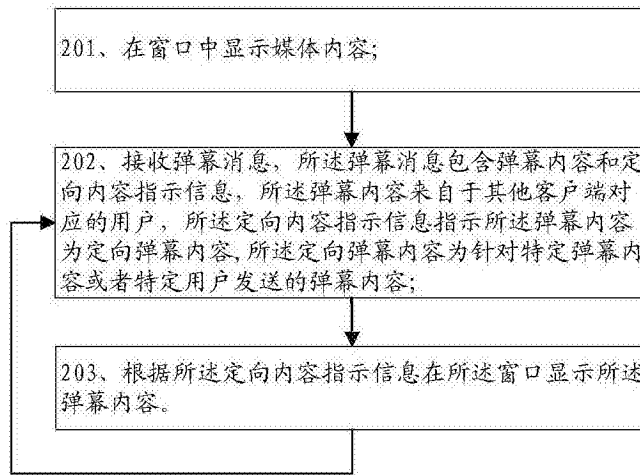 201、在窗口中显示媒体内容;
202、接收弹幕消息，所述弹幕消息包含弹幕内容和定
向内容指示信息，所述弹幕内容来自于其他客户端对
应的用户，所述定向内容指示信息指示所述弹幕内容
为定向弹幕内容,所述定向弹幕内容为针对特定弹幕内
容或者特定用户发送的弹幕内容;
203、根据所述定向内容指示信息在所述窗口显示所述
弹幕内容。